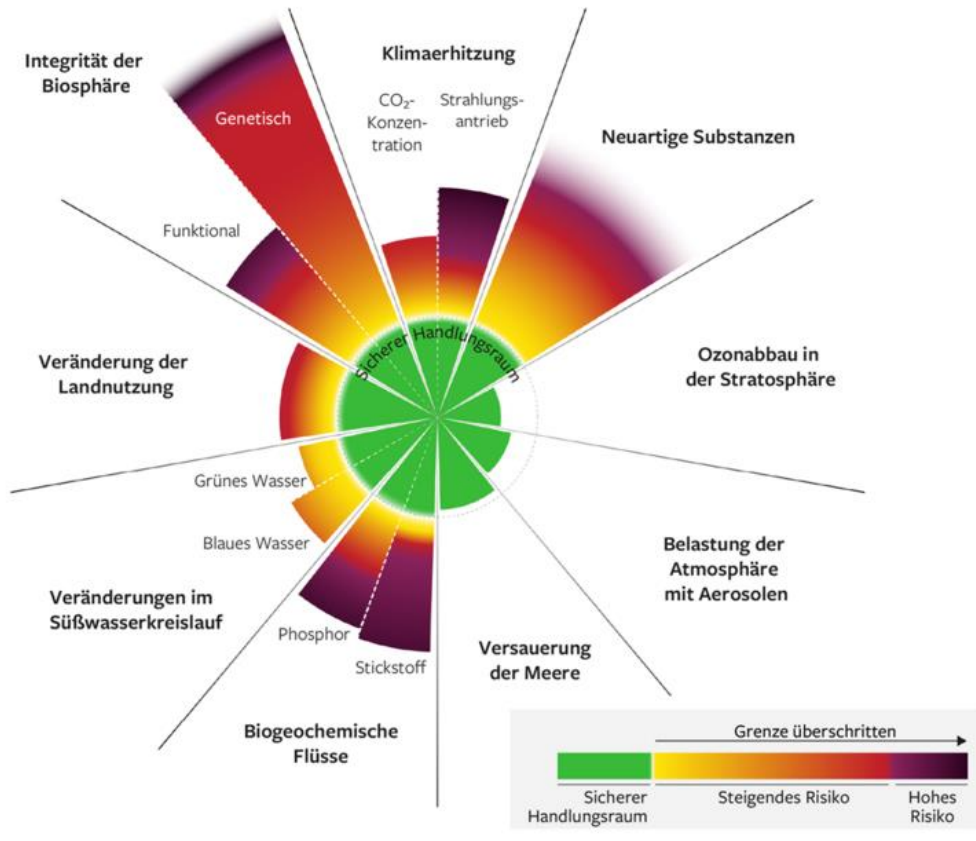 Integrität der
Biosphäre
Genetisch
Funktional
Klimaerhitzung
CO₂-
Konzen-
tration
Strahlungs-
antrieb
Neuartige Substanzen
Sicherer Handlungsraum
Ozonabbau in
der Stratosphäre
Veränderung der
Landnutzung
Grünes Wasser
Blaues Wasser
Veränderungen im
Süßwasserkreislauf
Belastung der
Atmosphäre
mit Aerosolen
Phosphor
Stickstoff
Biogeochemische
Flüsse
Versauerung
der Meere
Grenze überschritten
Sicherer
Handlungsraum
Steigendes Risiko
Hohes
Risiko